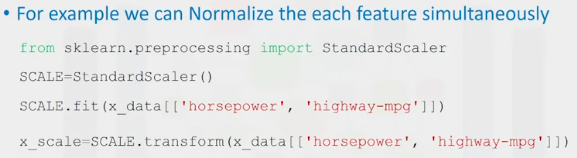 • For example we can Normalize the each feature simultaneously
from sklearn.preprocessing import StandardScaler
SCALE=StandardScaler()
SCALE.fit(x_data[['horsepower', 'highway-mpg']])
x_scale=SCALE.transform(x_data[['horsepower', 'highway-mpg']])